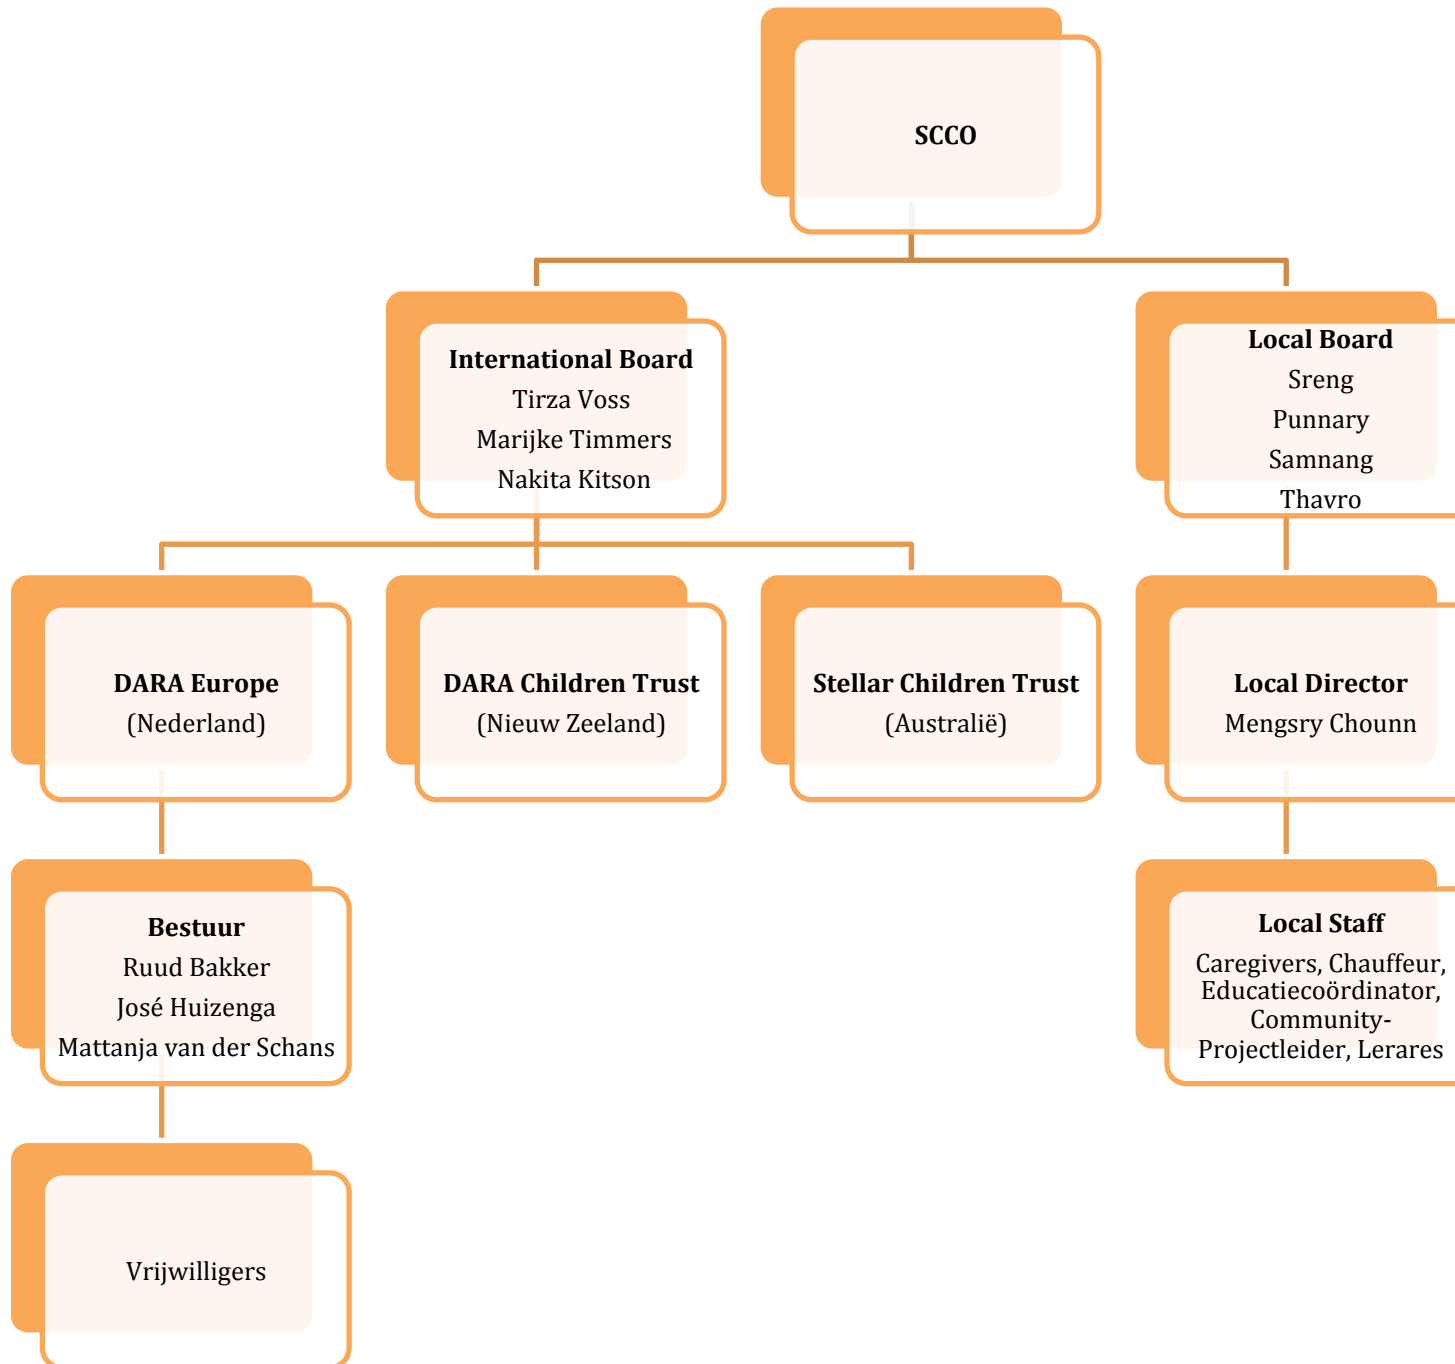 SCCO
International Board
Tirza Voss
Marijke Timmers
Nakita Kitson
Local Board
Sreng
Punnary
Samnang
Thavro
DARA Europe
(Nederland)
DARA Children Trust
(Nieuw Zeeland)
Stellar Children Trust
(Australië)
Local Director
Mengsry Chounn
Bestuur
Ruud Bakker
José Huizenga
Mattanja van der Schans
Local Staff
Caregivers, Chauffeur,
Educatiecoördinator,
Community-
Projectleider, Lerares
Vrijwilligers